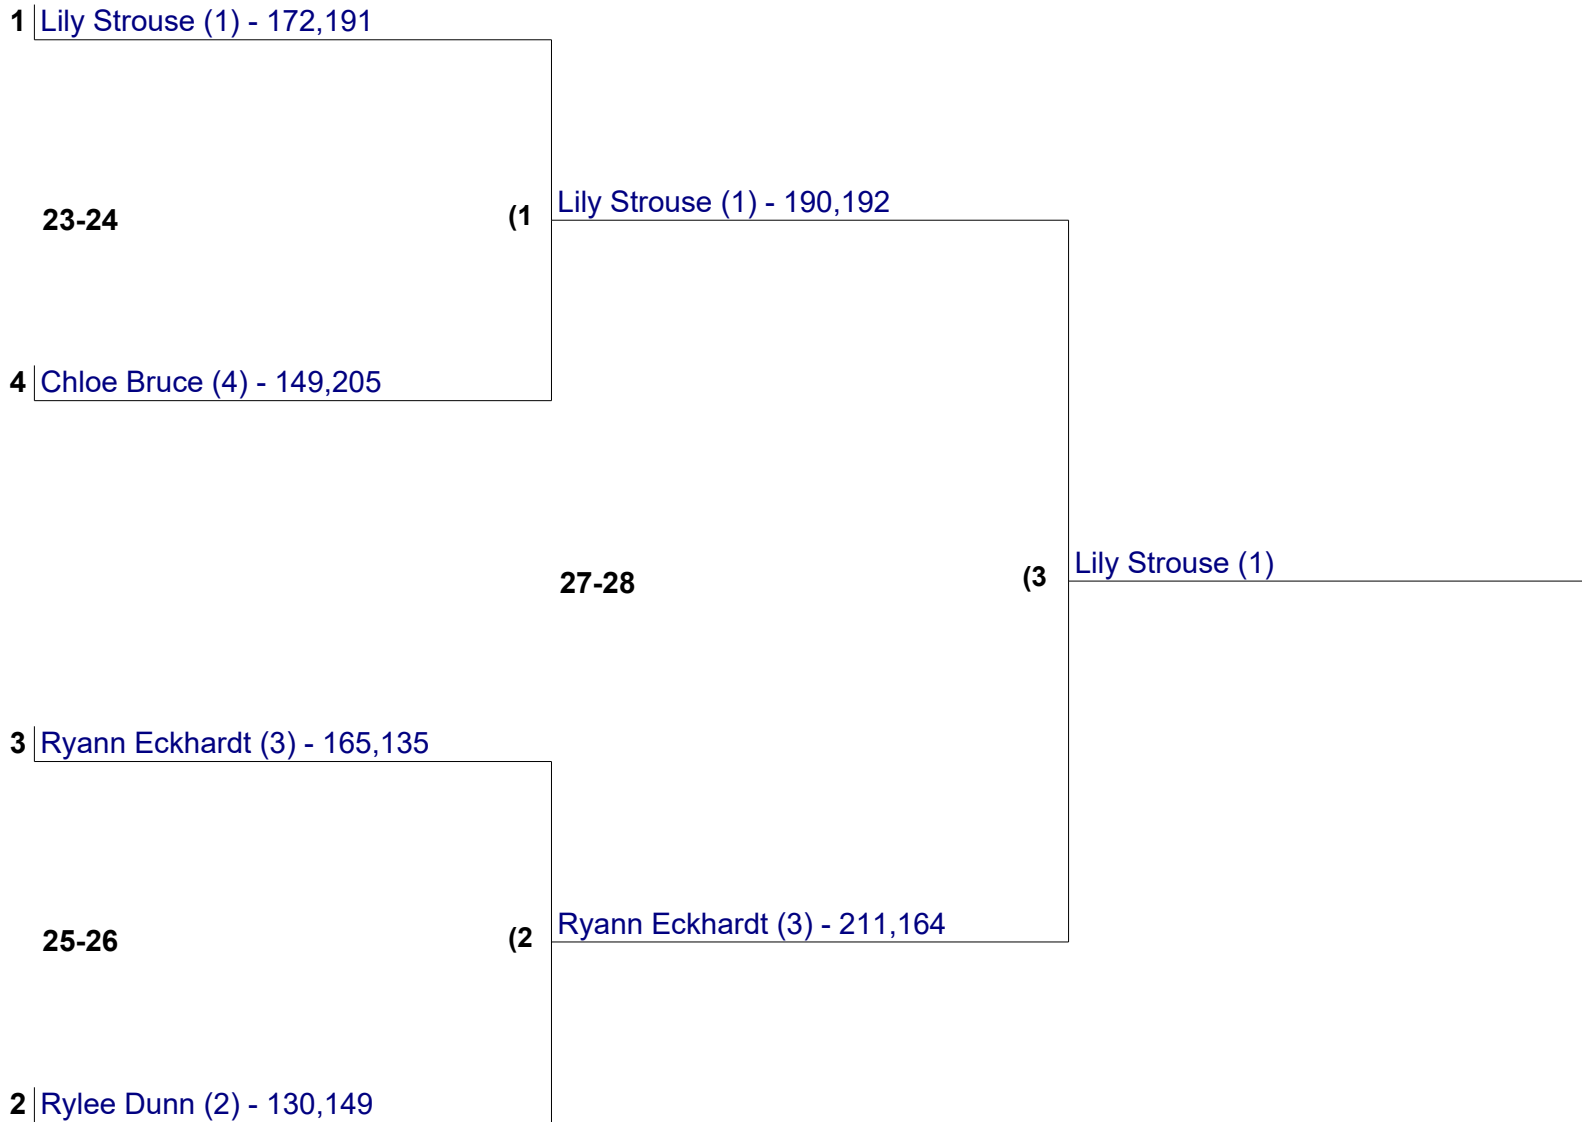 1 Lily Strouse (1) - 172,191
Lily Strouse (1) - 190,192
23-24 (1
4 Chloe Bruce (4) - 149,205
Lily Strouse (1)
27-28 (3
3 Ryann Eckhardt (3) - 165,135
Ryann Eckhardt (3) - 211,164
25-26 (2
2 Rylee Dunn (2) - 130,149